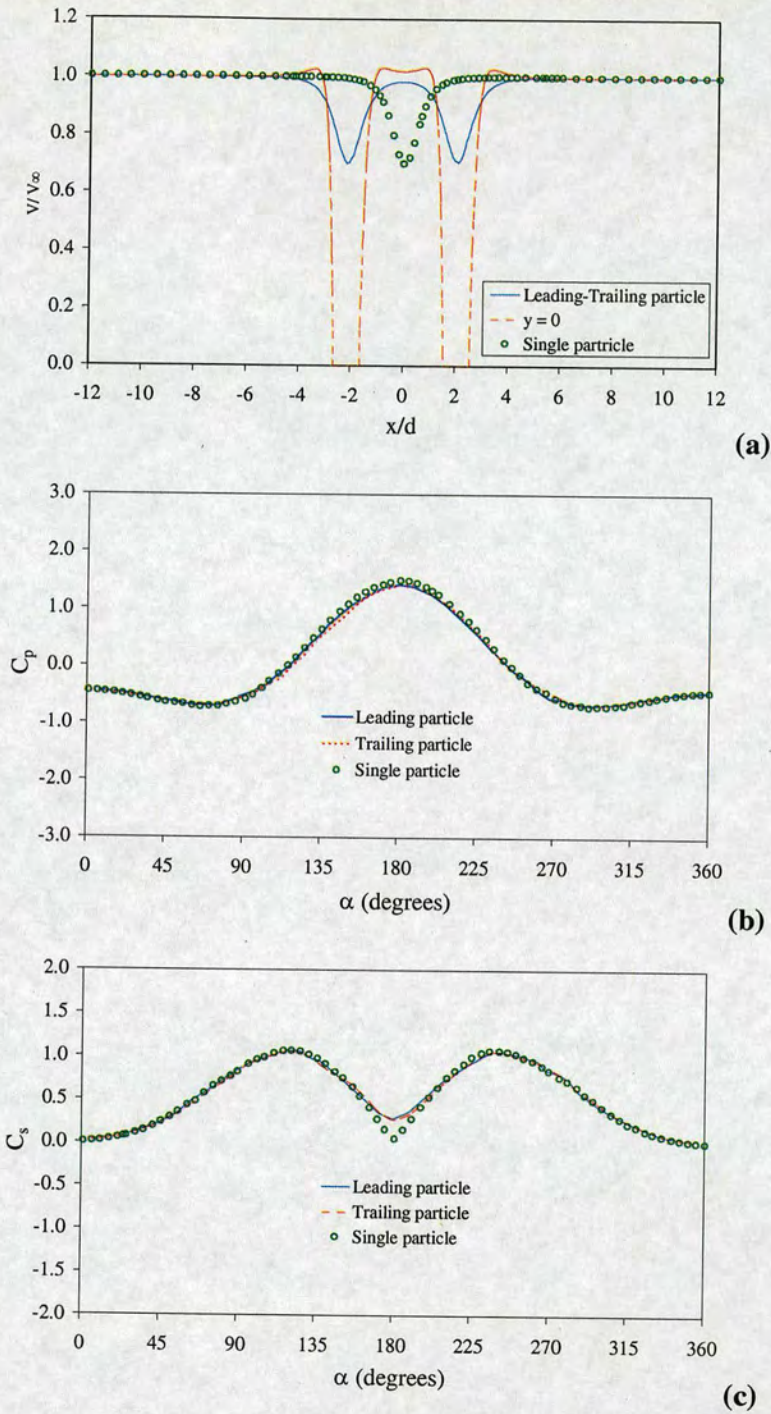 1.2
1.0
0.8
0.6
0.4
0.2
0.0
v/v∞
Leading-Trailing particle
y = 0
Single partricle
-12 -10 -8 -6 -4 -2 0 2 4 6 8 10 12
x/d
(a)
3.0
2.0
1.0
0.0
-1.0
-2.0
-3.0
Cp
Leading particle
Trailing particle
Single particle
0 45 90 135 180 225 270 315 360
α (degrees)
(b)
2.0
1.5
1.0
0.5
0.0
-0.5
-1.0
-1.5
-2.0
Cs
Leading particle
Trailing particle
Single particle
0 45 90 135 180 225 270 315 360
α (degrees)
(c)